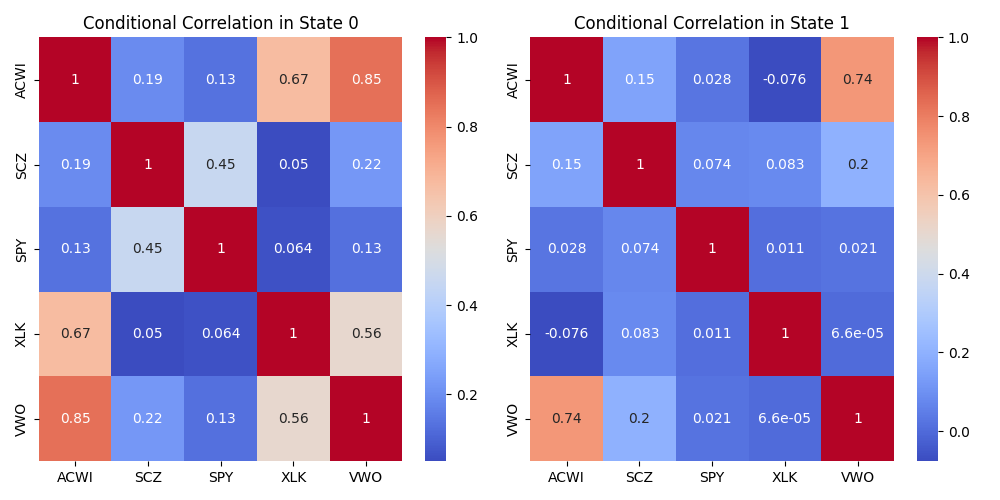 Conditional Correlation in State 0
ACWI 1 0.19 0.13 0.67 0.85
SCZ 0.19 1 0.45 0.05 0.22
SPY 0.13 0.45 1 0.064 0.13
XLK 0.67 0.05 0.064 1 0.56
VWO 0.85 0.22 0.13 0.56 1
ACWI SCZ SPY XLK VWO
1.0
0.8
0.6
0.4
0.2
Conditional Correlation in State 1
ACWI 1 0.15 0.028 -0.076 0.74
SCZ 0.15 1 0.074 0.083 0.2
SPY 0.028 0.074 1 0.011 0.021
XLK -0.076 0.083 0.011 1 6.6e-05
VWO 0.74 0.2 0.021 6.6e-05 1
ACWI SCZ SPY XLK VWO
1.0
0.8
0.6
0.4
0.2
0.0